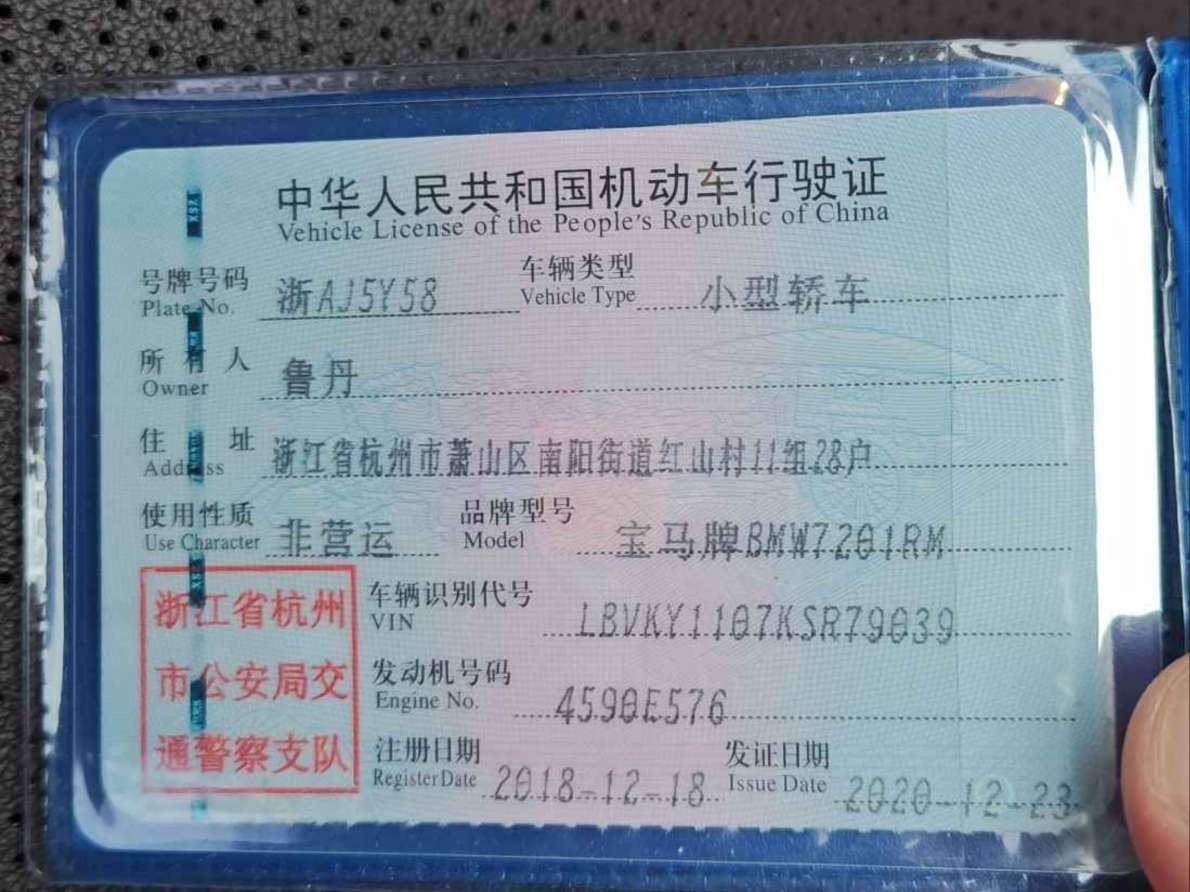 中华人民共和国机动车行驶证
Vehicle License of the People's Republic of China
号牌号码 浙AJ5Y58 车辆类型 小型轿车
Plate No. Vehicle Type
所有人 鲁丹
Owner
住址 浙江省杭州市萧山区南阳街道红山村11组28户
Address
使用性质 非营运 品牌型号 宝马牌BMW7201RM
Use Character Model
浙江省杭州
市公安局交
通警察支队
车辆识别代号 LBVKY1107KSR79039
VIN
发动机号码 4590E576
Engine No.
注册日期 2018-12-18 发证日期 2020-12-23
Register Date Issue Date